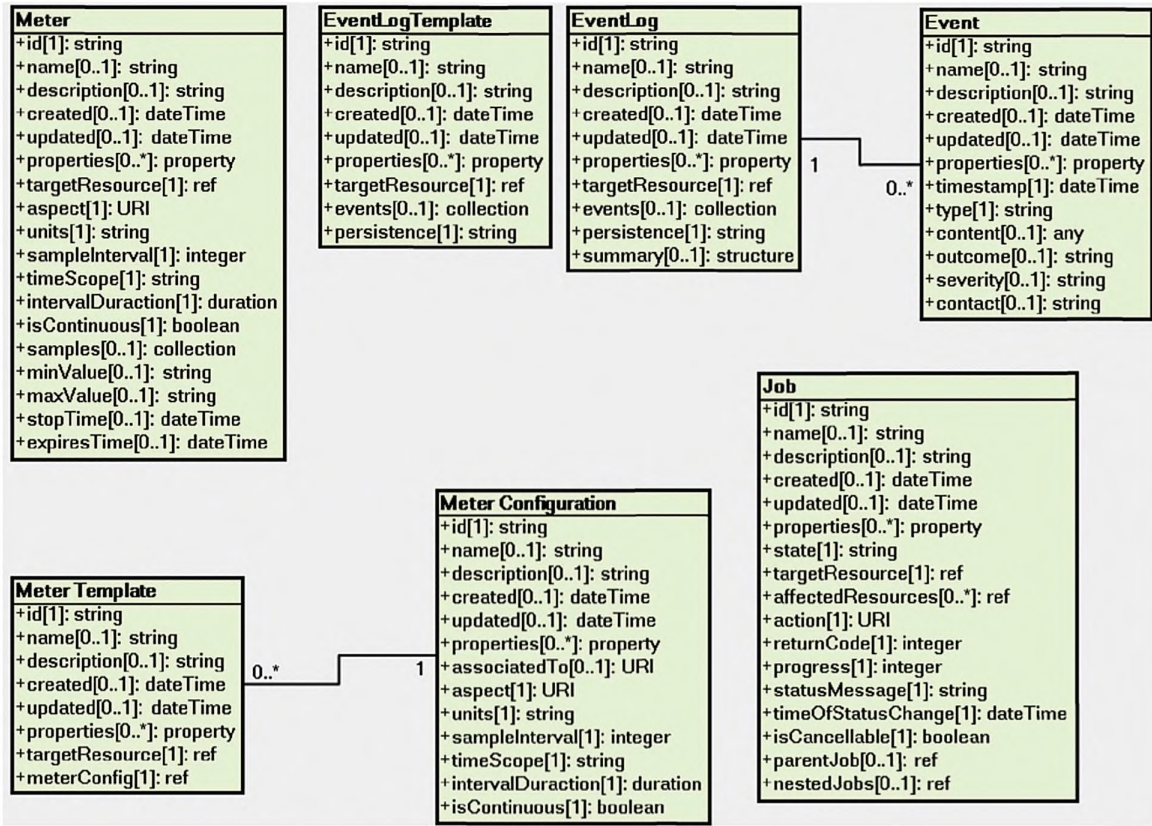 Meter
+id[1]: string
+name[0..1]: string
+description[0..1]: string
+created[0..1]: dateTime
+updated[0..1]: dateTime
+properties[0..*]: property
+targetResource[1]: ref
+aspect[1]: URI
+units[1]: string
+sampleInterval[1]: integer
+timeScope[1]: string
+intervalDuraction[1]: duration
+isContinuous[1]: boolean
+samples[0..1]: collection
+minValue[0..1]: string
+maxValue[0..1]: string
+stopTime[0..1]: dateTime
+expiresTime[0..1]: dateTime
EventLogTemplate
+id[1]: string
+name[0..1]: string
+description[0..1]: string
+created[0..1]: dateTime
+updated[0..1]: dateTime
+properties[0..*]: property
+targetResource[1]: ref
+events[0..1]: collection
+persistence[1]: string
EventLog
+id[1]: string
+name[0..1]: string
+description[0..1]: string
+created[0..1]: dateTime
+updated[0..1]: dateTime
+properties[0..*]: property
+targetResource[1]: ref
+events[0..1]: collection
+persistence[1]: string
+summary[0..1]: structure
1
0..*
Event
+id[1]: string
+name[0..1]: string
+description[0..1]: string
+created[0..1]: dateTime
+updated[0..1]: dateTime
+properties[0..*]: property
+timestamp[1]: dateTime
+type[1]: string
+content[0..1]: any
+outcome[0..1]: string
+severity[0..1]: string
+contact[0..1]: string
Meter Template
+id[1]: string
+name[0..1]: string
+description[0..1]: string
+created[0..1]: dateTime
+updated[0..1]: dateTime
+properties[0..*]: property
+targetResource[1]: ref
+meterConfig[1]: ref
0..*
1
Meter Configuration
+id[1]: string
+name[0..1]: string
+description[0..1]: string
+created[0..1]: dateTime
+updated[0..1]: dateTime
+properties[0..*]: property
+associatedTo[0..1]: URI
+aspect[1]: URI
+units[1]: string
+sampleInterval[1]: integer
+timeScope[1]: string
+intervalDuraction[1]: duration
+isContinuous[1]: boolean
Job
+id[1]: string
+name[0..1]: string
+description[0..1]: string
+created[0..1]: dateTime
+updated[0..1]: dateTime
+properties[0..*]: property
+state[1]: string
+targetResource[1]: ref
+affectedResources[0..*]: ref
+action[1]: URI
+returnCode[1]: integer
+progress[1]: integer
+statusMessage[1]: string
+timeOfStatusChange[1]: dateTime
+isCancellable[1]: boolean
+parentJob[0..1]: ref
+nestedJobs[0..1]: ref